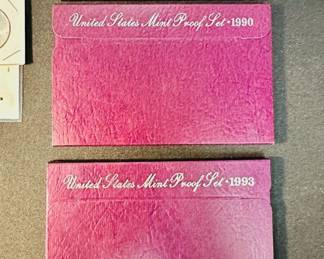 United States Mint Proof Set • 1990
United States Mint Proof Set • 1993